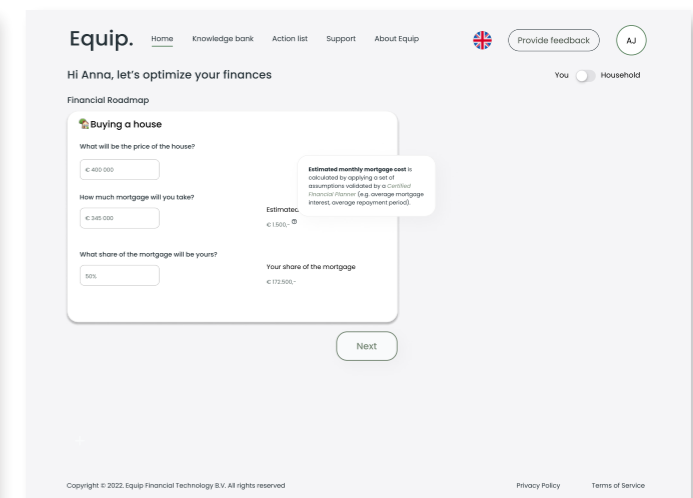 Equip. Home Knowledge bank Action list Support About Equip Provide feedback AJ
Hi Anna, let's optimize your finances You Household
Financial Roadmap
Buying a house
What will be the price of the house?
€ 400 000
Estimated monthly mortgage cost is
calculated by applying a set of
assumptions validated by a Certified
Financial Planner (e.g. average mortgage
interest, average repayment period).
How much mortgage will you take?
€ 345 000
Estimated
€ 1.500,-
What share of the mortgage will be yours?
50%
Your share of the mortgage
€ 172.500,-
Next
Copyright © 2022. Equip Financial Technology B.V. All rights reserved Privacy Policy Terms of Service